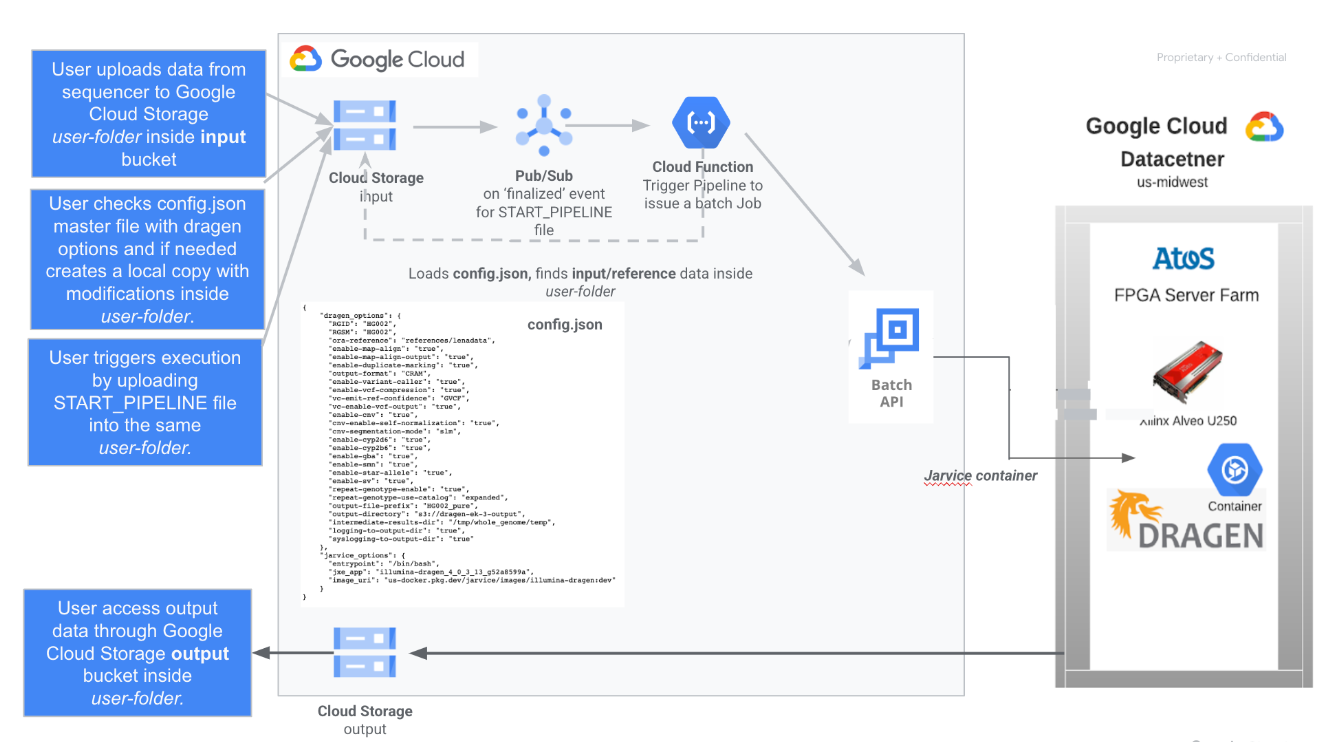 Google Cloud
Proprietary + Confidential
User uploads data from
sequencer to Google
Cloud Storage
user-folder inside input
bucket
User checks config.json
master file with dragen
options and if needed
creates a local copy with
modifications inside
user-folder.
User triggers execution
by uploading
START_PIPELINE file
into the same
user-folder.
Cloud Storage
input
Pub/Sub
on 'finalized' event
for START_PIPELINE
file
Cloud Function
Trigger Pipeline to
issue a batch Job
Loads config.json, finds input/reference data inside
user-folder
config.json
{
"dragen_options": {
"RGID": "HG002",
"RGSM": "HG002",
"ora-reference": "references/lenadata",
"enable-map-align": "true",
"enable-map-align-output": "true",
"enable-duplicate-marking": "true",
"output-format": "CRAM",
"enable-variant-caller": "true",
"enable-vcf-compression": "true",
"vc-emit-ref-confidence": "GVCF",
"vc-enable-vcf-output": "true",
"enable-cnv": "true",
"cnv-enable-self-normalization": "true",
"cnv-segmentation-mode": "slm",
"enable-cyp2d6": "true",
"enable-cyp2b6": "true",
"enable-gba": "true",
"enable-smn": "true",
"enable-star-allele": "true",
"enable-sv": "true",
"repeat-genotype-enable": "true",
"repeat-genotype-use-catalog": "expanded",
"output-file-prefix": "HG002_pure",
"output-directory": "s3://dragen-ek-3-output",
"intermediate-results-dir": "/tmp/whole_genome/temp",
"logging-to-output-dir": "true",
"syslogging-to-output-dir": "true"
},
"jarvice_options": {
"entrypoint": "/bin/bash",
"jxe_app": "illumina-dragen_4_0_3_13_g52a8599a",
"image_uri": "us-docker.pkg.dev/jarvice/images/illumina-dragen:dev"
}
}
Batch
API
Jarvice container
Google Cloud
Datacetner
us-midwest
Atos
FPGA Server Farm
Xilinx Alveo U250
Container
DRAGEN
User access output
data through Google
Cloud Storage output
bucket inside
user-folder.
Cloud Storage
output